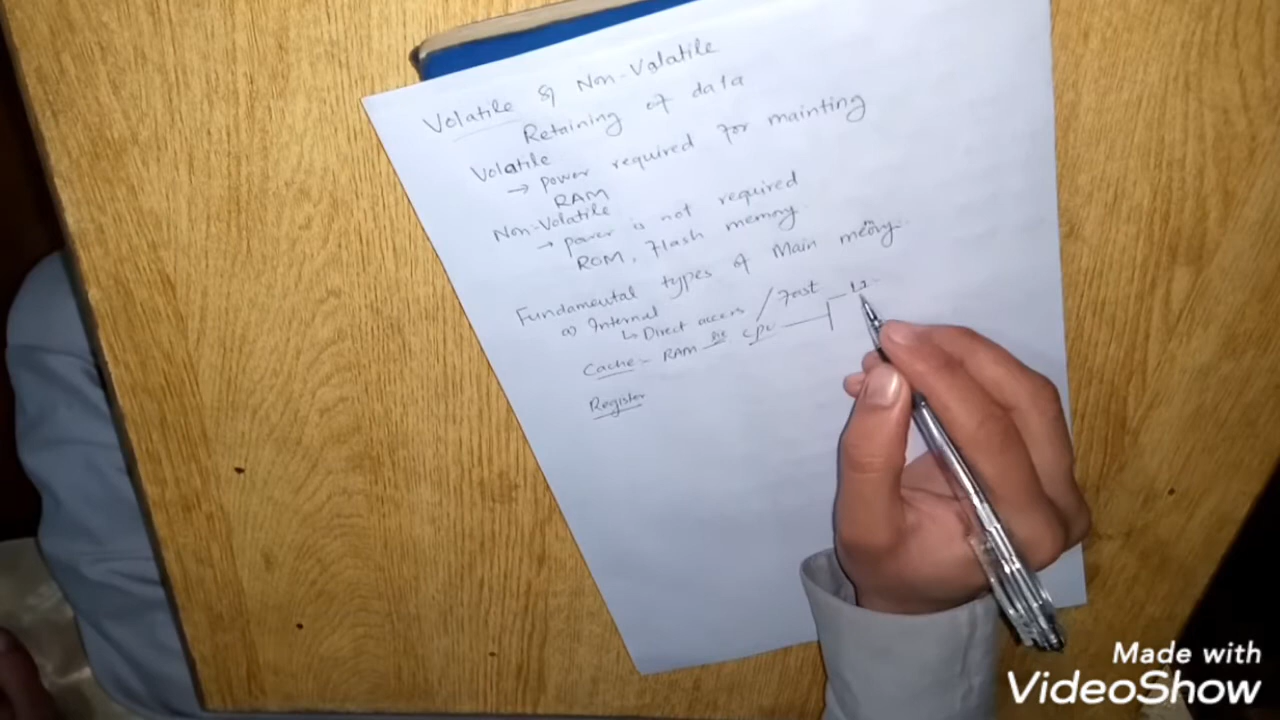 Volatile & Non-Volatile
Retaining of data
Volatile
→ power required for mainting
RAM
Non-Volatile
→ power is not required
ROM, Flash memory.
Fundamental types of Main
a) Internal
↳ Direct access / Fast
Cache - RAM CPU
Register
Made with
VideoShow